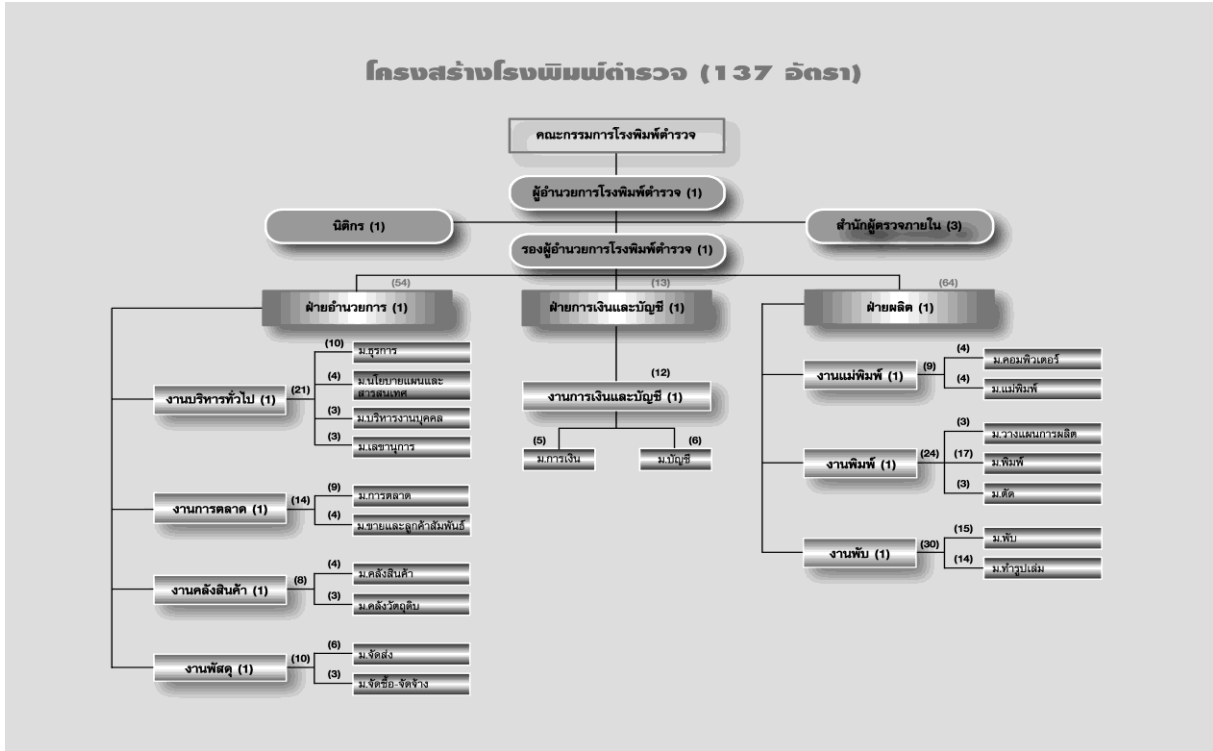 โครงสร้างโรงพิมพ์ตำรวจ (137 อัตรา)
คณะกรรมการโรงพิมพ์ตำรวจ
ผู้อำนวยการโรงพิมพ์ตำรวจ (1)
นิติกร (1)
สำนักผู้ตรวจภายใน (3)
รองผู้อำนวยการโรงพิมพ์ตำรวจ (1)
(54)
ฝ่ายอำนวยการ (1)
(10)
ม.ธุรการ
(4)
ม.นโยบายแผนและ
สารสนเทศ
งานบริหารทั่วไป (1)
(21)
(3)
ม.บริหารงานบุคคล
(3)
ม.เลขานุการ
(9)
ม.การตลาด
งานการตลาด (1)
(14)
(4)
ม.ขายและลูกค้าสัมพันธ์
(4)
ม.คลังสินค้า
งานคลังสินค้า (1)
(8)
(3)
ม.คลังวัตถุดิบ
(6)
ม.จัดส่ง
งานพัสดุ (1)
(10)
(3)
ม.จัดซื้อ-จัดจ้าง
(13)
ฝ่ายการเงินและบัญชี (1)
(12)
งานการเงินและบัญชี (1)
(5)
ม.การเงิน
(6)
ม.บัญชี
(64)
ฝ่ายผลิต (1)
(4)
ม.คอมพิวเตอร์
งานแม่พิมพ์ (1)
(9)
(4)
ม.แม่พิมพ์
(3)
ม.วางแผนการผลิต
งานพิมพ์ (1)
(24)
(17)
ม.พิมพ์
(3)
ม.ตัด
(15)
ม.พับ
งานพับ (1)
(30)
(14)
ม.ทำรูปเล่ม